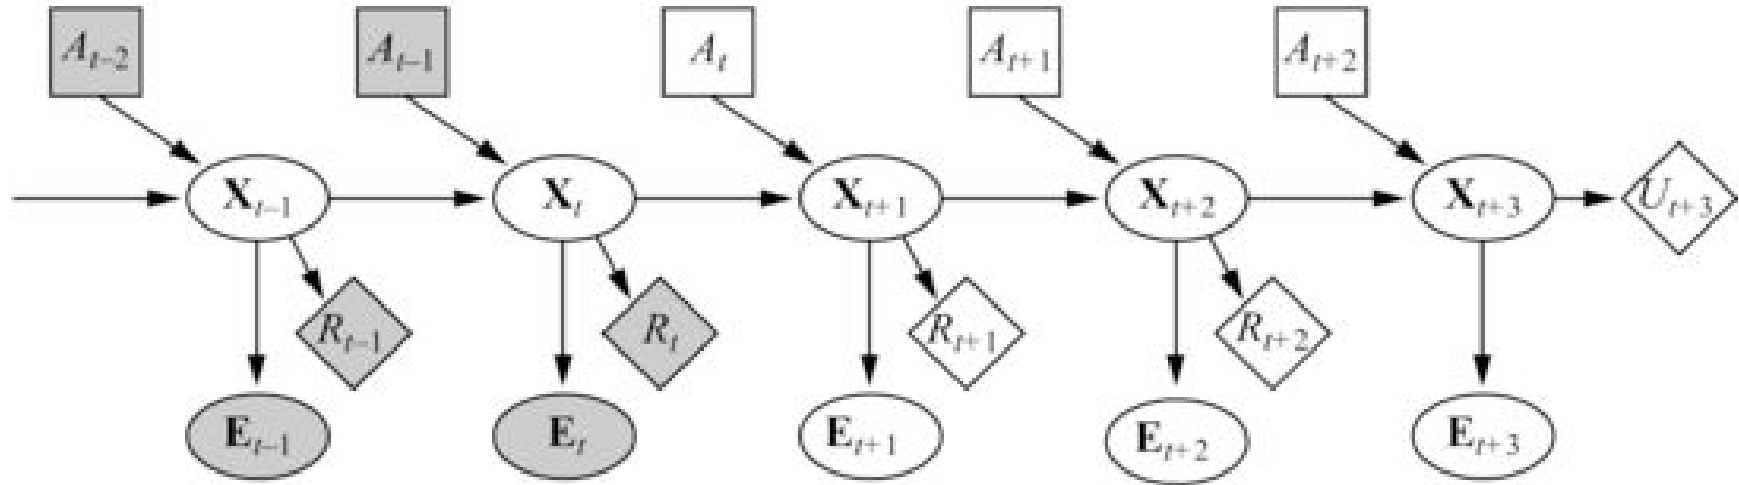 A_{t–2} A_{t–1} A_t A_{t+1} A_{t+2}
X_{t–1} X_t X_{t+1} X_{t+2} X_{t+3} U_{t+3}
R_{t–1} R_t R_{t+1} R_{t+2}
E_{t–1} E_t E_{t+1} E_{t+2} E_{t+3}